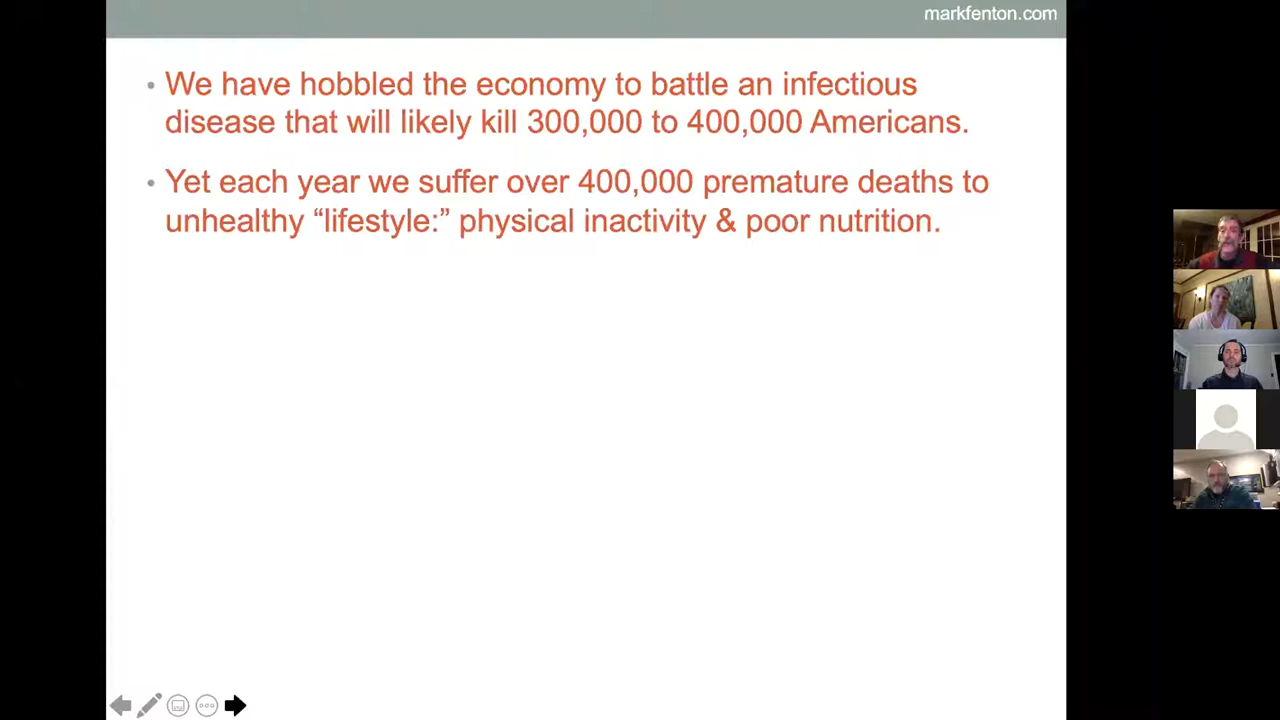 markfenton.com
• We have hobbled the economy to battle an infectious
disease that will likely kill 300,000 to 400,000 Americans.
• Yet each year we suffer over 400,000 premature deaths to
unhealthy “lifestyle:” physical inactivity & poor nutrition.